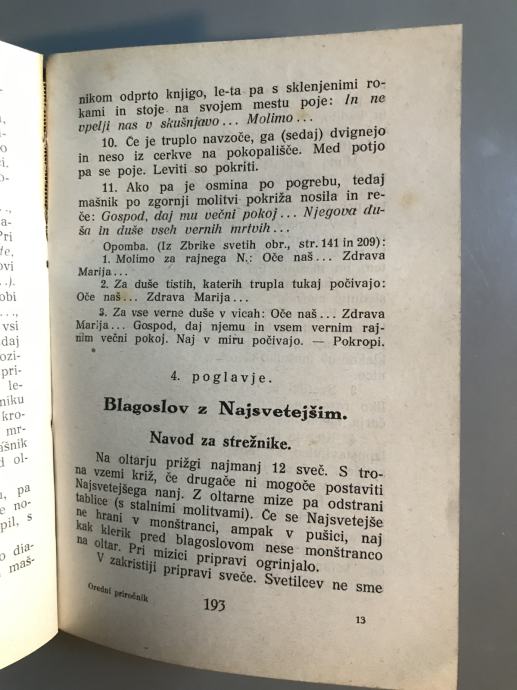 nikom odprto knjigo, le-ta pa s sklenjenimi ro-
kami in stoje na svojem mestu poje: In ne
vpelji nas v skušnjavo... Molimo...
10. Če je truplo navzoče, ga (sedaj) dvignejo
in neso iz cerkve na pokopališče. Med potjo
pa se poje. Leviti so pokriti.
11. Ako pa je osmina po pogrebu, tedaj
mašnik po zgornji molitvi pokriža nosila in re-
če: Gospod, daj mu večni pokoj... Njegova du-
ša in duše vseh vernih mrtvih...
Opomba. (Iz Zbrike svetih obr., str. 141 in 209):
1. Molimo za rajnega N.: Oče naš... Zdrava
Marija...
2. Za duše tistih, katerih trupla tukaj počivajo:
Oče naš... Zdrava Marija...
3. Za vse verne duše v vicah: Oče naš... Zdrava
Marija... Gospod, daj njemu in vsem vernim raj-
nim večni pokoj. Naj v miru počivajo. — Pokropi.
4. poglavje.
Blagoslov z Najsvetejšim.
Navod za strežnike.
Na oltarju prižgi najmanj 12 sveč. S tro-
na vzemi križ, če drugače ni mogoče postaviti
Najsvetejšega nanj. Z oltarne mize pa odstrani
tablice (s stalnimi molitvami). Če se Najsvetejše
ne hrani v monštranci, ampak v pušici, naj
kak klerik pred blagoslovom nese monštranco
na oltar. Pri mizici pripravi ogrinjalo.
V zakristiji pripravi sveče. Svetilcev ne sme
Oredni priročnik
193
13